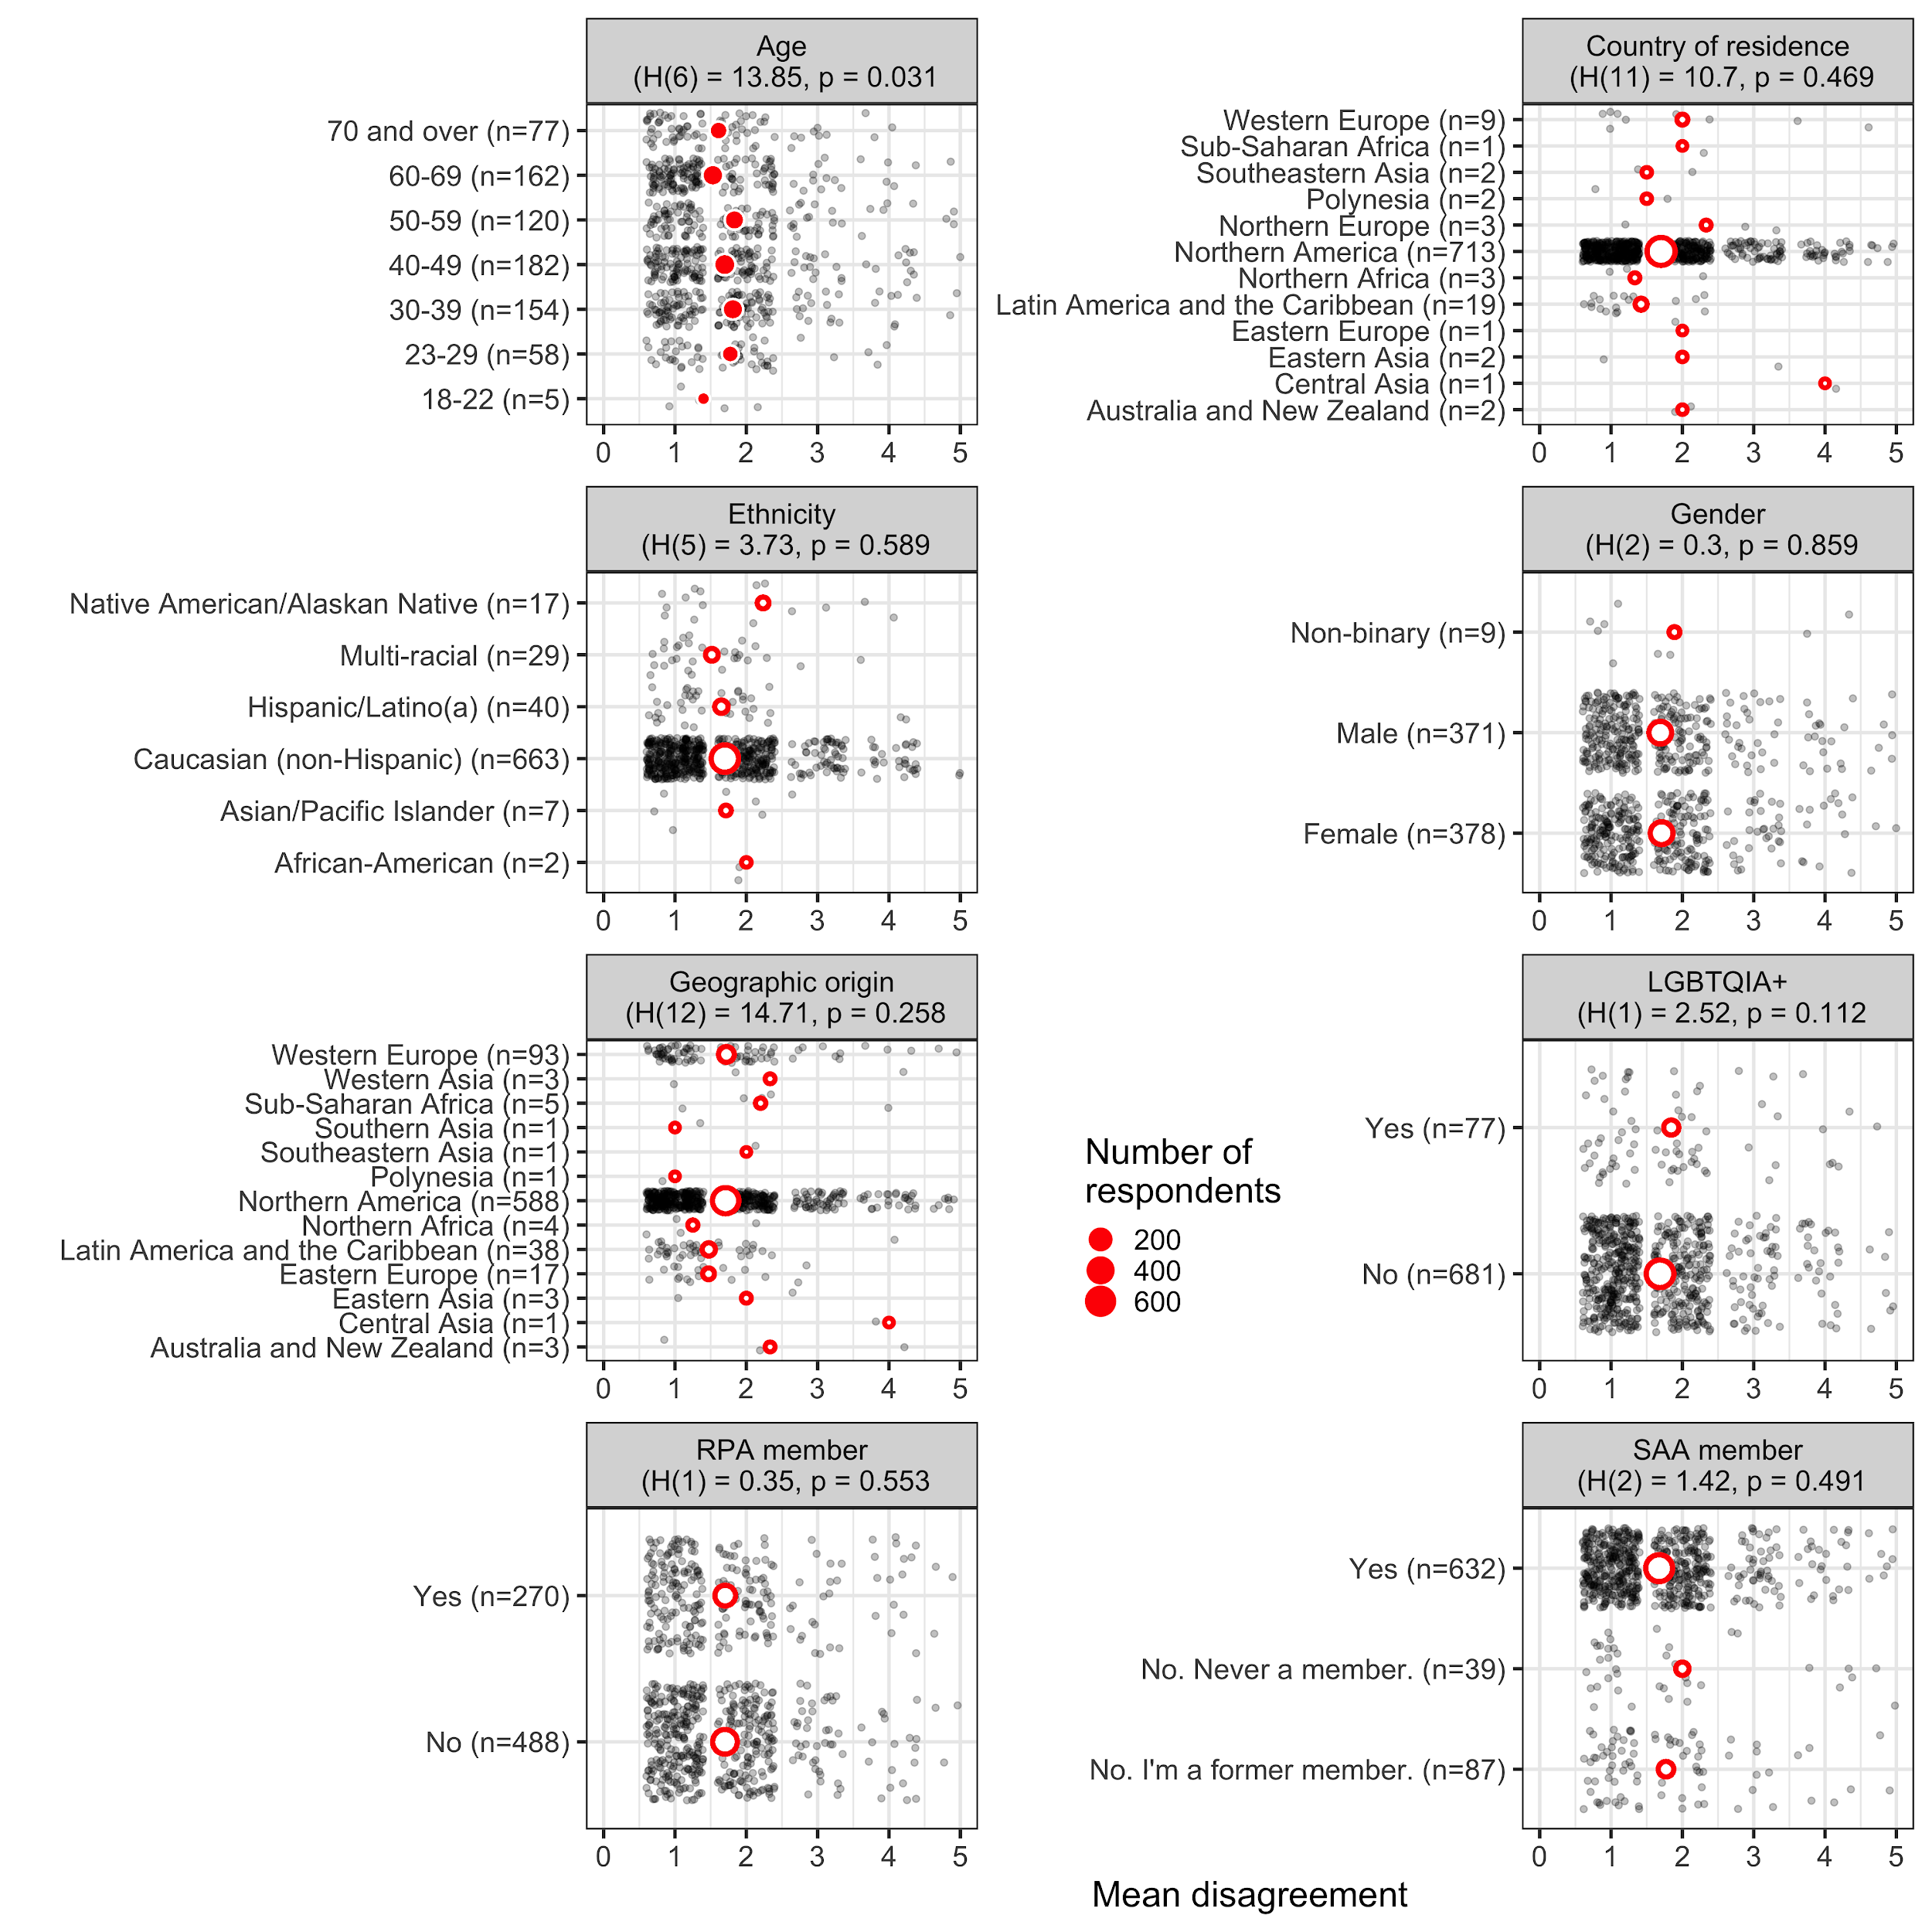 Age
(H(6) = 13.85, p = 0.031)
70 and over (n=77)
60-69 (n=162)
50-59 (n=120)
40-49 (n=182)
30-39 (n=154)
23-29 (n=58)
18-22 (n=5)
0 1 2 3 4 5
Country of residence
(H(11) = 10.7, p = 0.469)
Western Europe (n=9)
Sub-Saharan Africa (n=1)
Southeastern Asia (n=2)
Polynesia (n=2)
Northern Europe (n=3)
Northern America (n=713)
Northern Africa (n=3)
Latin America and the Caribbean (n=19)
Eastern Europe (n=1)
Eastern Asia (n=2)
Central Asia (n=1)
Australia and New Zealand (n=2)
0 1 2 3 4 5
Ethnicity
(H(5) = 3.73, p = 0.589)
Native American/Alaskan Native (n=17)
Multi-racial (n=29)
Hispanic/Latino(a) (n=40)
Caucasian (non-Hispanic) (n=663)
Asian/Pacific Islander (n=7)
African-American (n=2)
0 1 2 3 4 5
Gender
(H(2) = 0.3, p = 0.859)
Non-binary (n=9)
Male (n=371)
Female (n=378)
0 1 2 3 4 5
Geographic origin
(H(12) = 14.71, p = 0.258)
Western Europe (n=93)
Western Asia (n=3)
Sub-Saharan Africa (n=5)
Southern Asia (n=1)
Southeastern Asia (n=1)
Polynesia (n=1)
Northern America (n=588)
Northern Africa (n=4)
Latin America and the Caribbean (n=38)
Eastern Europe (n=17)
Eastern Asia (n=3)
Central Asia (n=1)
Australia and New Zealand (n=3)
0 1 2 3 4 5
Number of
respondents
200
400
600
LGBTQIA+
(H(1) = 2.52, p = 0.112)
Yes (n=77)
No (n=681)
0 1 2 3 4 5
RPA member
(H(1) = 0.35, p = 0.553)
Yes (n=270)
No (n=488)
0 1 2 3 4 5
SAA member
(H(2) = 1.42, p = 0.491)
Yes (n=632)
No. Never a member. (n=39)
No. I'm a former member. (n=87)
0 1 2 3 4 5
Mean disagreement